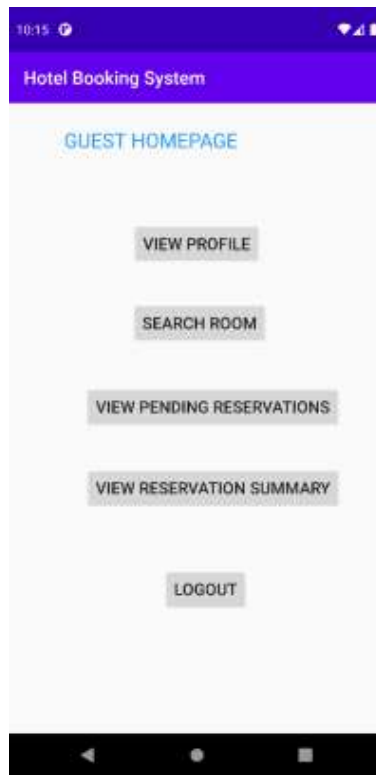 10:15
Hotel Booking System
GUEST HOMEPAGE
VIEW PROFILE
SEARCH ROOM
VIEW PENDING RESERVATIONS
VIEW RESERVATION SUMMARY
LOGOUT